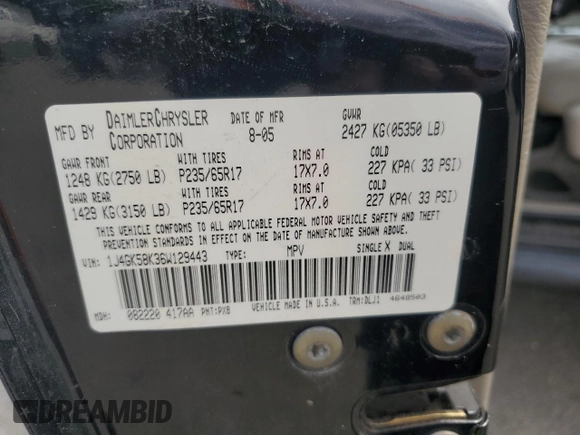 MFD BY DAIMLERCHRYSLER CORPORATION DATE OF MFR 8-05 GVWR 2427 KG(05350 LB)
GAWR FRONT WITH TIRES RIMS AT COLD
1248 KG(2750 LB) P235/65R17 17X7.0 227 KPA( 33 PSI)
GAWR REAR WITH TIRES RIMS AT COLD
1429 KG(3150 LB) P235/65R17 17X7.0 227 KPA( 33 PSI)
THIS VEHICLE CONFORMS TO ALL APPLICABLE FEDERAL MOTOR VEHICLE SAFETY AND THEFT
PREVENTION STANDARDS IN EFFECT ON THE DATE OF MANUFACTURE SHOWN ABOVE.
VIN: 1J4GK58K36W129443 TYPE: MPV SINGLE X DUAL
MDH: 082220 417AA PNT:PXB VEHICLE MADE IN U.S.A. TRM:DLJ1 4648503
DREAMBID